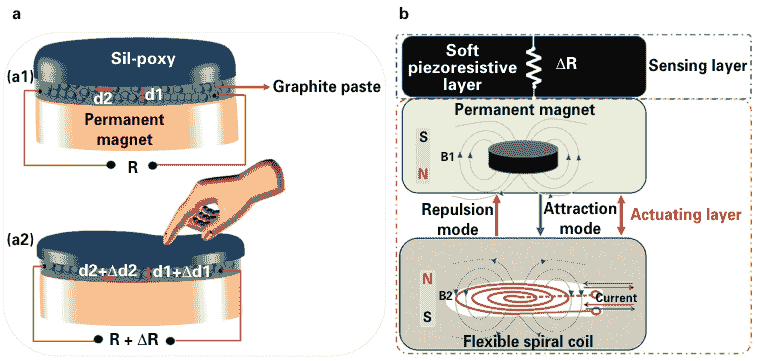 a
(a1)
Sil-poxy
d2
d1
Graphite paste
Permanent
magnet
R
(a2)
d2+Δd2
d1+Δd1
R + ΔR
b
Soft
piezoresistive
layer
ΔR
Sensing layer
Permanent magnet
S
N
B1
Repulsion
mode
Attraction
mode
Actuating layer
N
S
B2
Current
Flexible spiral coil